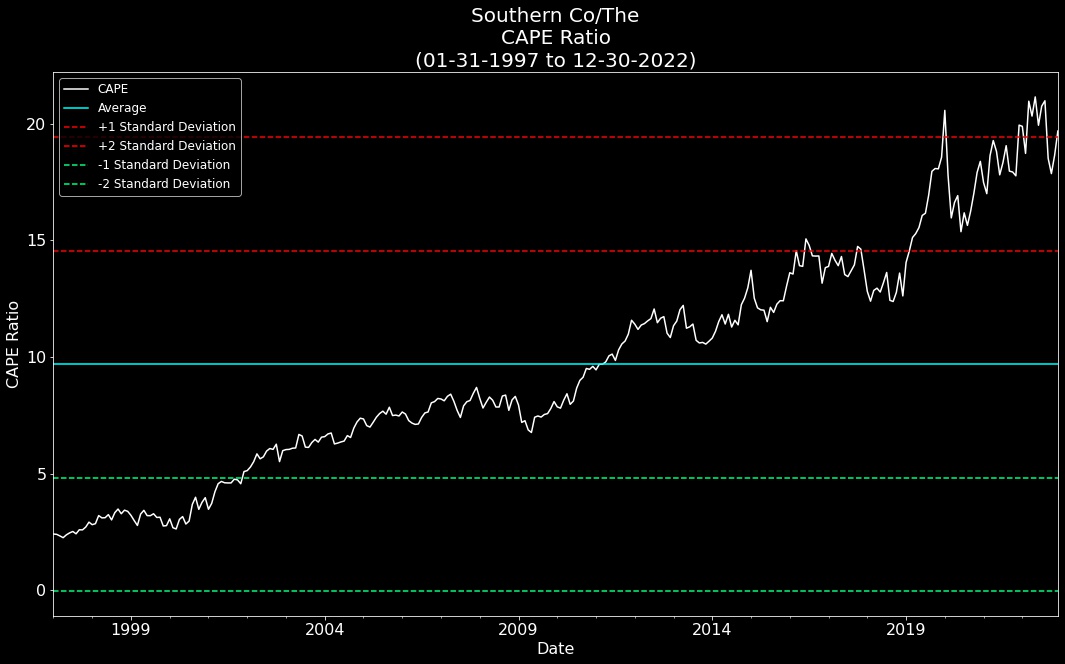 Southern Co/The
CAPE Ratio
(01-31-1997 to 12-30-2022)
CAPE
Average
+1 Standard Deviation
+2 Standard Deviation
-1 Standard Deviation
-2 Standard Deviation
20
15
10
5
0
CAPE Ratio
1999
2004
2009
2014
2019
Date